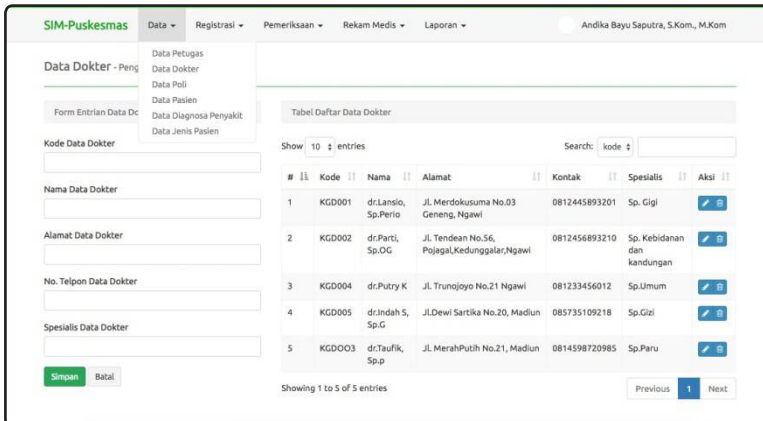 SIM-Puskesmas Data Registrasi Pemeriksaan Rekam Medis Laporan Andika Bayu Saputra, S.Kom., M.Kom
Data Petugas
Data Dokter
Data Poli
Data Pasien
Data Diagnosa Penyakit
Data Jenis Pasien
Data Dokter - Peng
Form Entrian Data Do
Kode Data Dokter
Nama Data Dokter
Alamat Data Dokter
No. Telpon Data Dokter
Spesialis Data Dokter
Simpan Batal
Tabel Daftar Data Dokter
Show 10 entries Search: kode
# Kode Nama Alamat Kontak Spesialis Aksi
1 KGD001 dr.Lansio, Jl. Merdokusuma No.03 0812445893201 Sp. Gigi
Sp.Perio Geneng, Ngawi
2 KGD002 dr.Parti, Jl. Tendean No.56, 0812456893210 Sp. Kebidanan
Sp.OG Pojagal,Kedunggalar,Ngawi dan
kandungan
3 KGD004 dr.Putry K Jl. Trunojoyo No.21 Ngawi 081233456012 Sp.Umum
4 KGD005 dr.Indah S, Jl.Dewi Sartika No.20, Madiun 085735109218 Sp.Gizi
Sp.G
5 KGDOO3 dr.Taufik, Jl. MerahPutih No.21, Madiun 0814598720985 Sp.Paru
Sp.p
Showing 1 to 5 of 5 entries Previous 1 Next